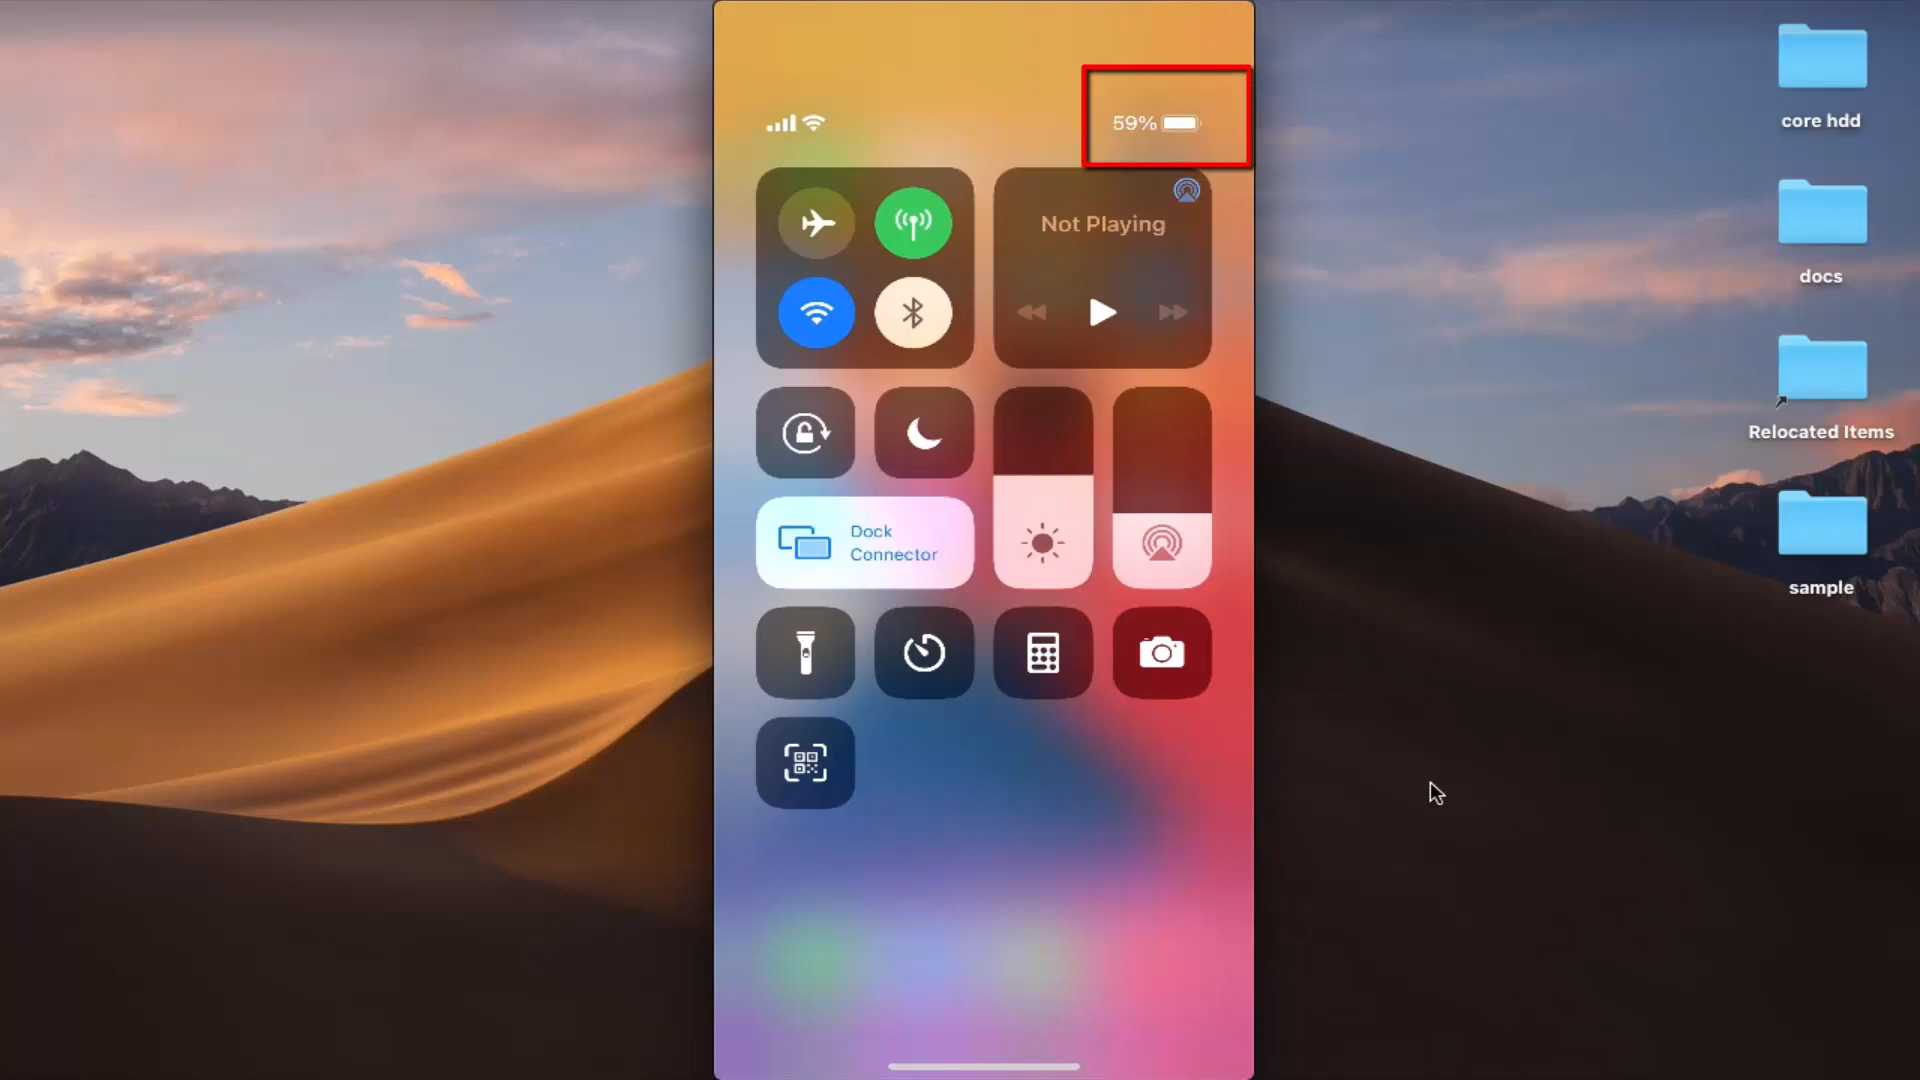 59%
Not Playing
Dock
Connector
core hdd
docs
Relocated Items
sample